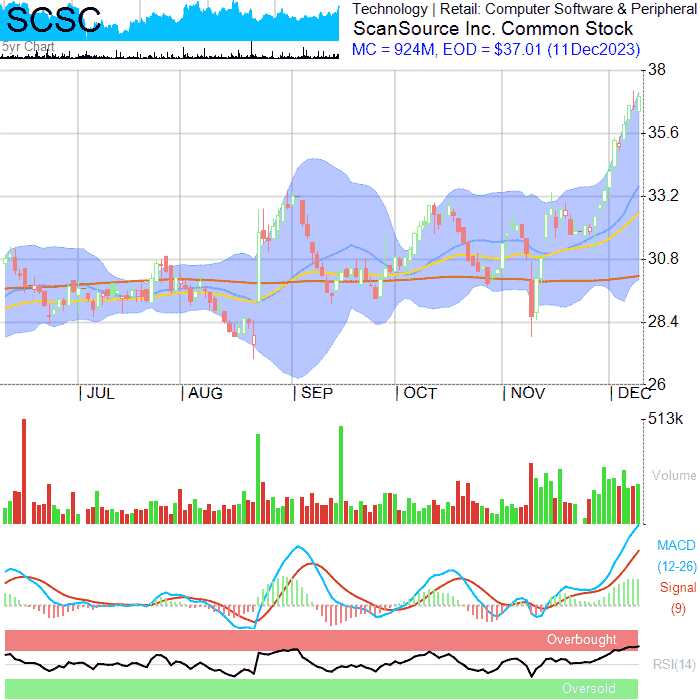 SCSC
5yr Chart
Technology | Retail: Computer Software & Peripheral
ScanSource Inc. Common Stock
MC = 924M, EOD = $37.01 (11Dec2023)
38
35.6
33.2
30.8
28.4
26
| JUL | AUG | SEP | OCT | NOV | DEC
513k
Volume
MACD
(12-26)
Signal
(9)
Overbought
RSI(14)
Oversold